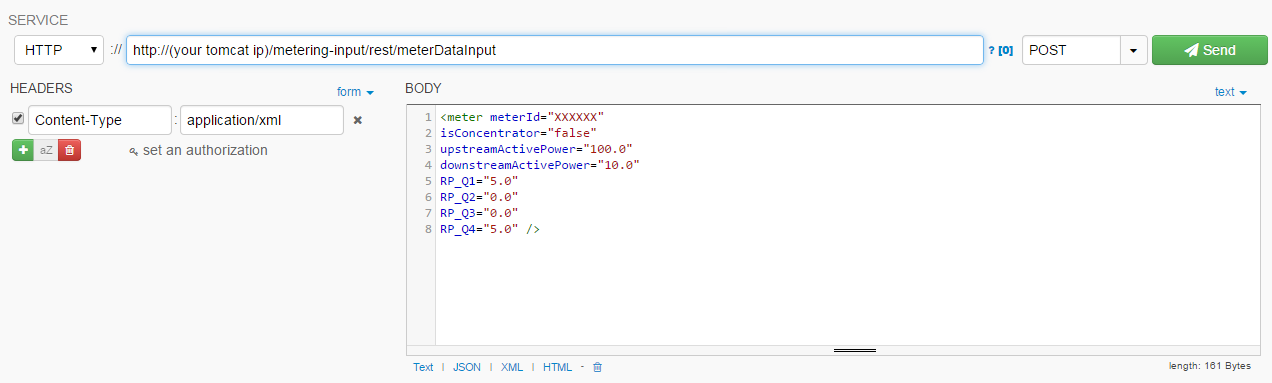 SERVICE
HTTP :// http://(your tomcat ip)/metering-input/rest/meterDataInput ? [0] POST Send
HEADERS form
Content-Type : application/xml
aZ set an authorization
BODY text
1 <meter meterId="XXXXXX"
2 isConcentrator="false"
3 upstreamActivePower="100.0"
4 downstreamActivePower="10.0"
5 RP_Q1="5.0"
6 RP_Q2="0.0"
7 RP_Q3="0.0"
8 RP_Q4="5.0" />
Text | JSON | XML | HTML - length: 161 Bytes